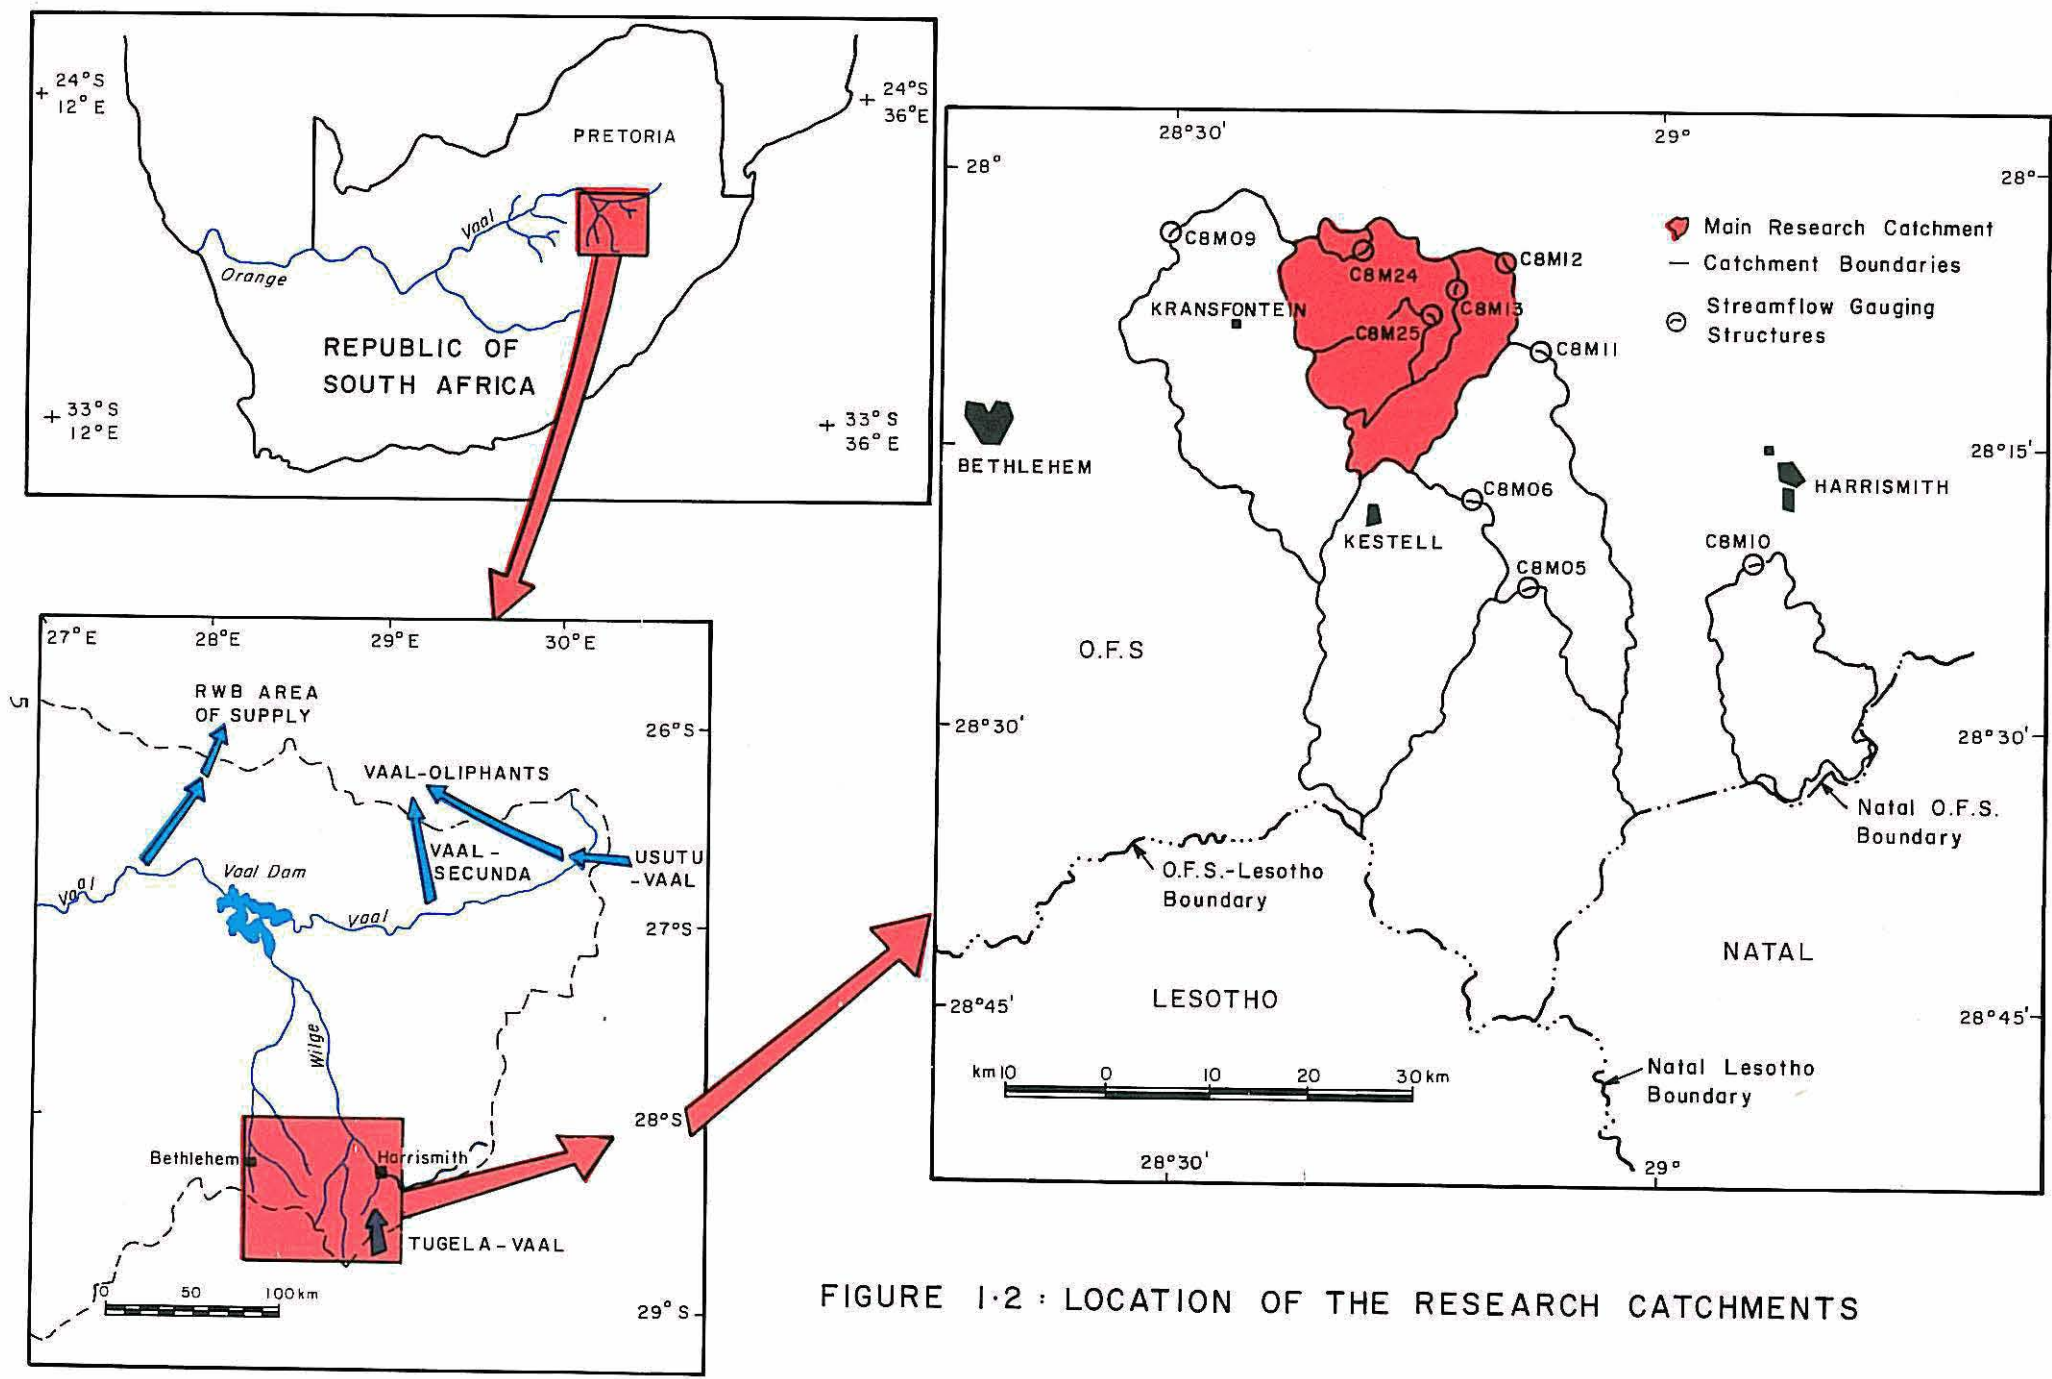 24°S
12°E
24°S
36°E
PRETORIA
Vaal
Orange
REPUBLIC OF
SOUTH AFRICA
33°S
12°E
33°S
36°E
27°E
28°E
29°E
30°E
5
RWB AREA
OF SUPPLY
26°S
VAAL-OLIPHANTS
VAAL-
SECUNDA
USUTU
-VAAL
Vaal
Vaal Dam
Vaal
27°S
Wilge
28°S
Bethlehem
Harrismith
TUGELA-VAAL
0 50 100km
29°S
28°30'
29°
28°
28°
C8M09
C8M24
C8M12
C8M13
C8M25
KRANSFONTEIN
C8M11
Main Research Catchment
Catchment Boundaries
Streamflow Gauging
Structures
BETHLEHEM
28°15'
HARRISMITH
C8M06
KESTELL
C8M10
C8M05
O.F.S
28°30'
28°30'
Natal O.F.S.
Boundary
O.F.S.-Lesotho
Boundary
NATAL
LESOTHO
28°45'
28°45'
Natal Lesotho
Boundary
km10 0 10 20 30km
28°30'
29°
FIGURE 1·2 : LOCATION OF THE RESEARCH CATCHMENTS